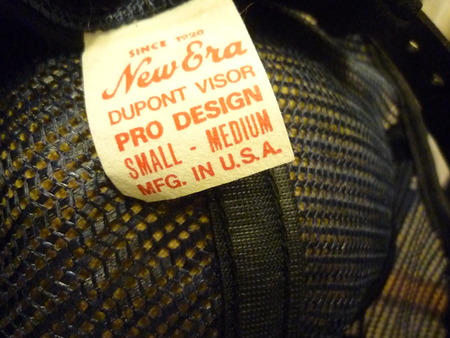 SINCE 1920
New Era
DUPONT VISOR
PRO DESIGN
SMALL - MEDIUM
MFG. IN U.S.A.